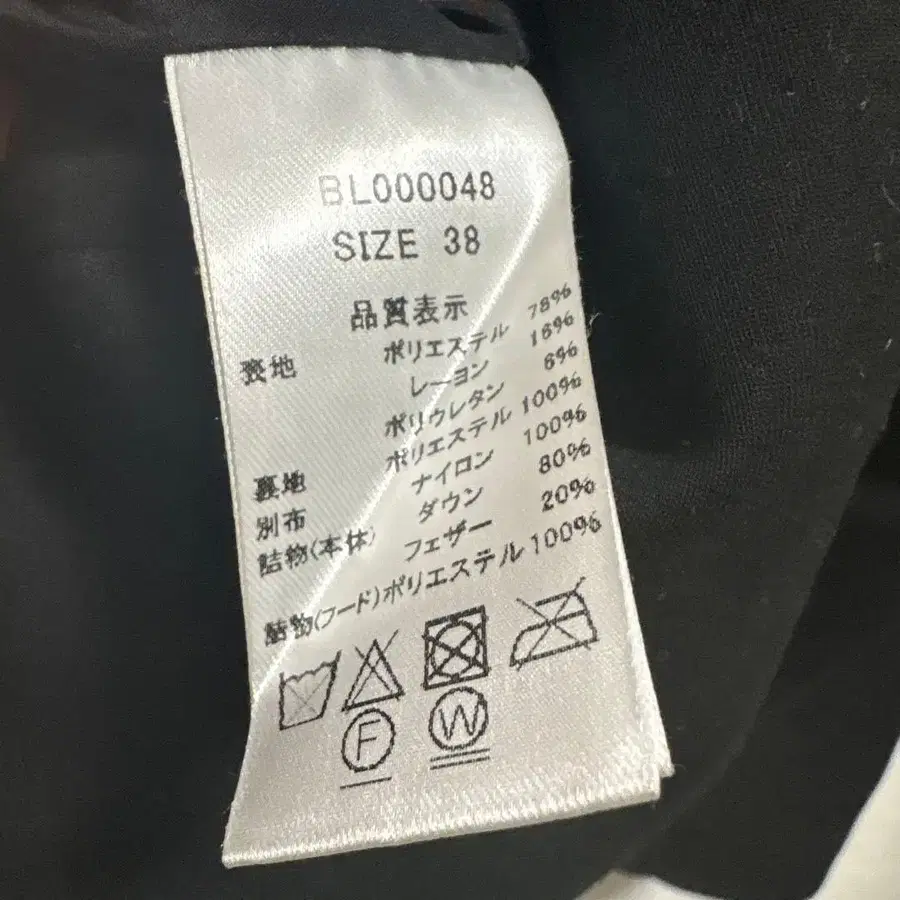 BL000048
SIZE 38
品質表示
表地 ポリエステル 78%
レーヨン 16%
ポリウレタン 6%
裏地 ポリエステル 100%
別布 ナイロン 100%
詰物(本体) ダウン 80%
フェザー 20%
詰物(フード)ポリエステル 100%
F W